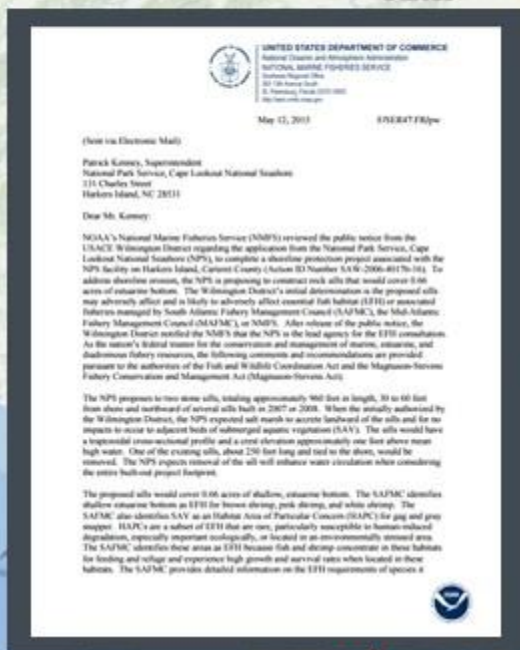 UNITED STATES DEPARTMENT OF COMMERCE
National Oceanic and Atmospheric Administration
NATIONAL MARINE FISHERIES SERVICE
Southeast Regional Office
263 13th Avenue South
St. Petersburg, Florida
May 12, 2015
(Sent via Electronic Mail)
Patrick Kenney, Superintendent
National Park Service, Cape Lookout National Seashore
131 Charles Street
Harkers Island, NC 28531
Dear Mr. Kenney:
NOAA's National Marine Fisheries Service (NMFS) reviewed the public notice from the
USACE Wilmington District regarding the application from the National Park Service, Cape
Lookout National Seashore (NPS), to complete a shoreline protection project associated with the
NPS facility on Harkers Island, Carteret County (Action ID Number SAW-2006-40176-16). To
address shoreline erosion, the NPS is proposing to construct rock sills that would cover 0.66
acres of estuarine bottom. The Wilmington District's initial determination is the proposed sills
may adversely affect and is likely to adversely affect essential fish habitat (EFH) or associated
fisheries managed by South Atlantic Fishery Management Council (SAFMC), the Mid-Atlantic
Fishery Management Council (MAFMC), or NMFS. After release of the public notice, the
Wilmington District notified the NMFS that the NPS is the lead agency for the EFH consultation.
As the nation's federal trustee for the conservation and management of marine, estuarine, and
diadromous fishery resources, the following comments and recommendations are provided
pursuant to the authorities of the Fish and Wildlife Coordination Act and the Magnuson-Stevens
Fishery Conservation and Management Act (Magnuson-Stevens Act).
The NPS proposes to two stone sills, totaling approximately 960 feet in length, 30 to 60 feet
from shore and northward of several sills built in 2007 or 2008. When the initially authorized by
the Wilmington District, the NPS expected salt marsh to accrete landward of the sills and for no
impacts to occur to adjacent beds of submerged aquatic vegetation (SAV). The sills would have
a trapezoidal cross-sectional profile and a crest elevation approximately one foot above mean
high water. One of the existing sills, about 250 feet long and tied to the shore, would be
removed. The NPS expects removal of the sill will enhance water circulation when considering
the entire built-out project footprint.
The proposed sills would cover 0.66 acres of shallow, estuarine bottom. The SAFMC identifies
shallow estuarine bottom as EFH for brown shrimp, pink shrimp, and white shrimp. The
SAFMC also identifies SAV as an Habitat Area of Particular Concern (HAPC) for gag and gray
snapper. HAPCs are a subset of EFH that are rare, particularly susceptible to human-induced
degradation, especially important ecologically, or located in an environmentally stressed area.
The SAFMC identifies these areas as EFH because fish and shrimp concentrate in these habitats
for feeding and refuge and experience high growth and survival rates when located in these
habitats. The SAFMC provides detailed information on the EFH requirements of species it